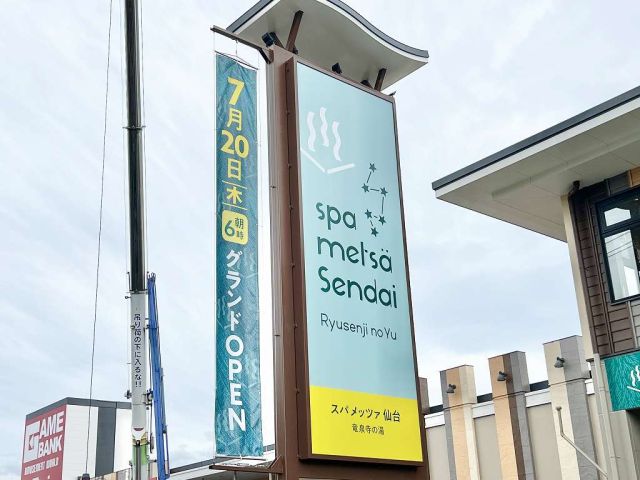 7月20日
木
朝
6時
グランドOPEN
spa
metsä
Sendai
Ryusenji no Yu
スパ メッツァ 仙台
竜泉寺の湯
吊り荷の下に入るな!!
GAME
BANK
AMUSEMENT WORLD